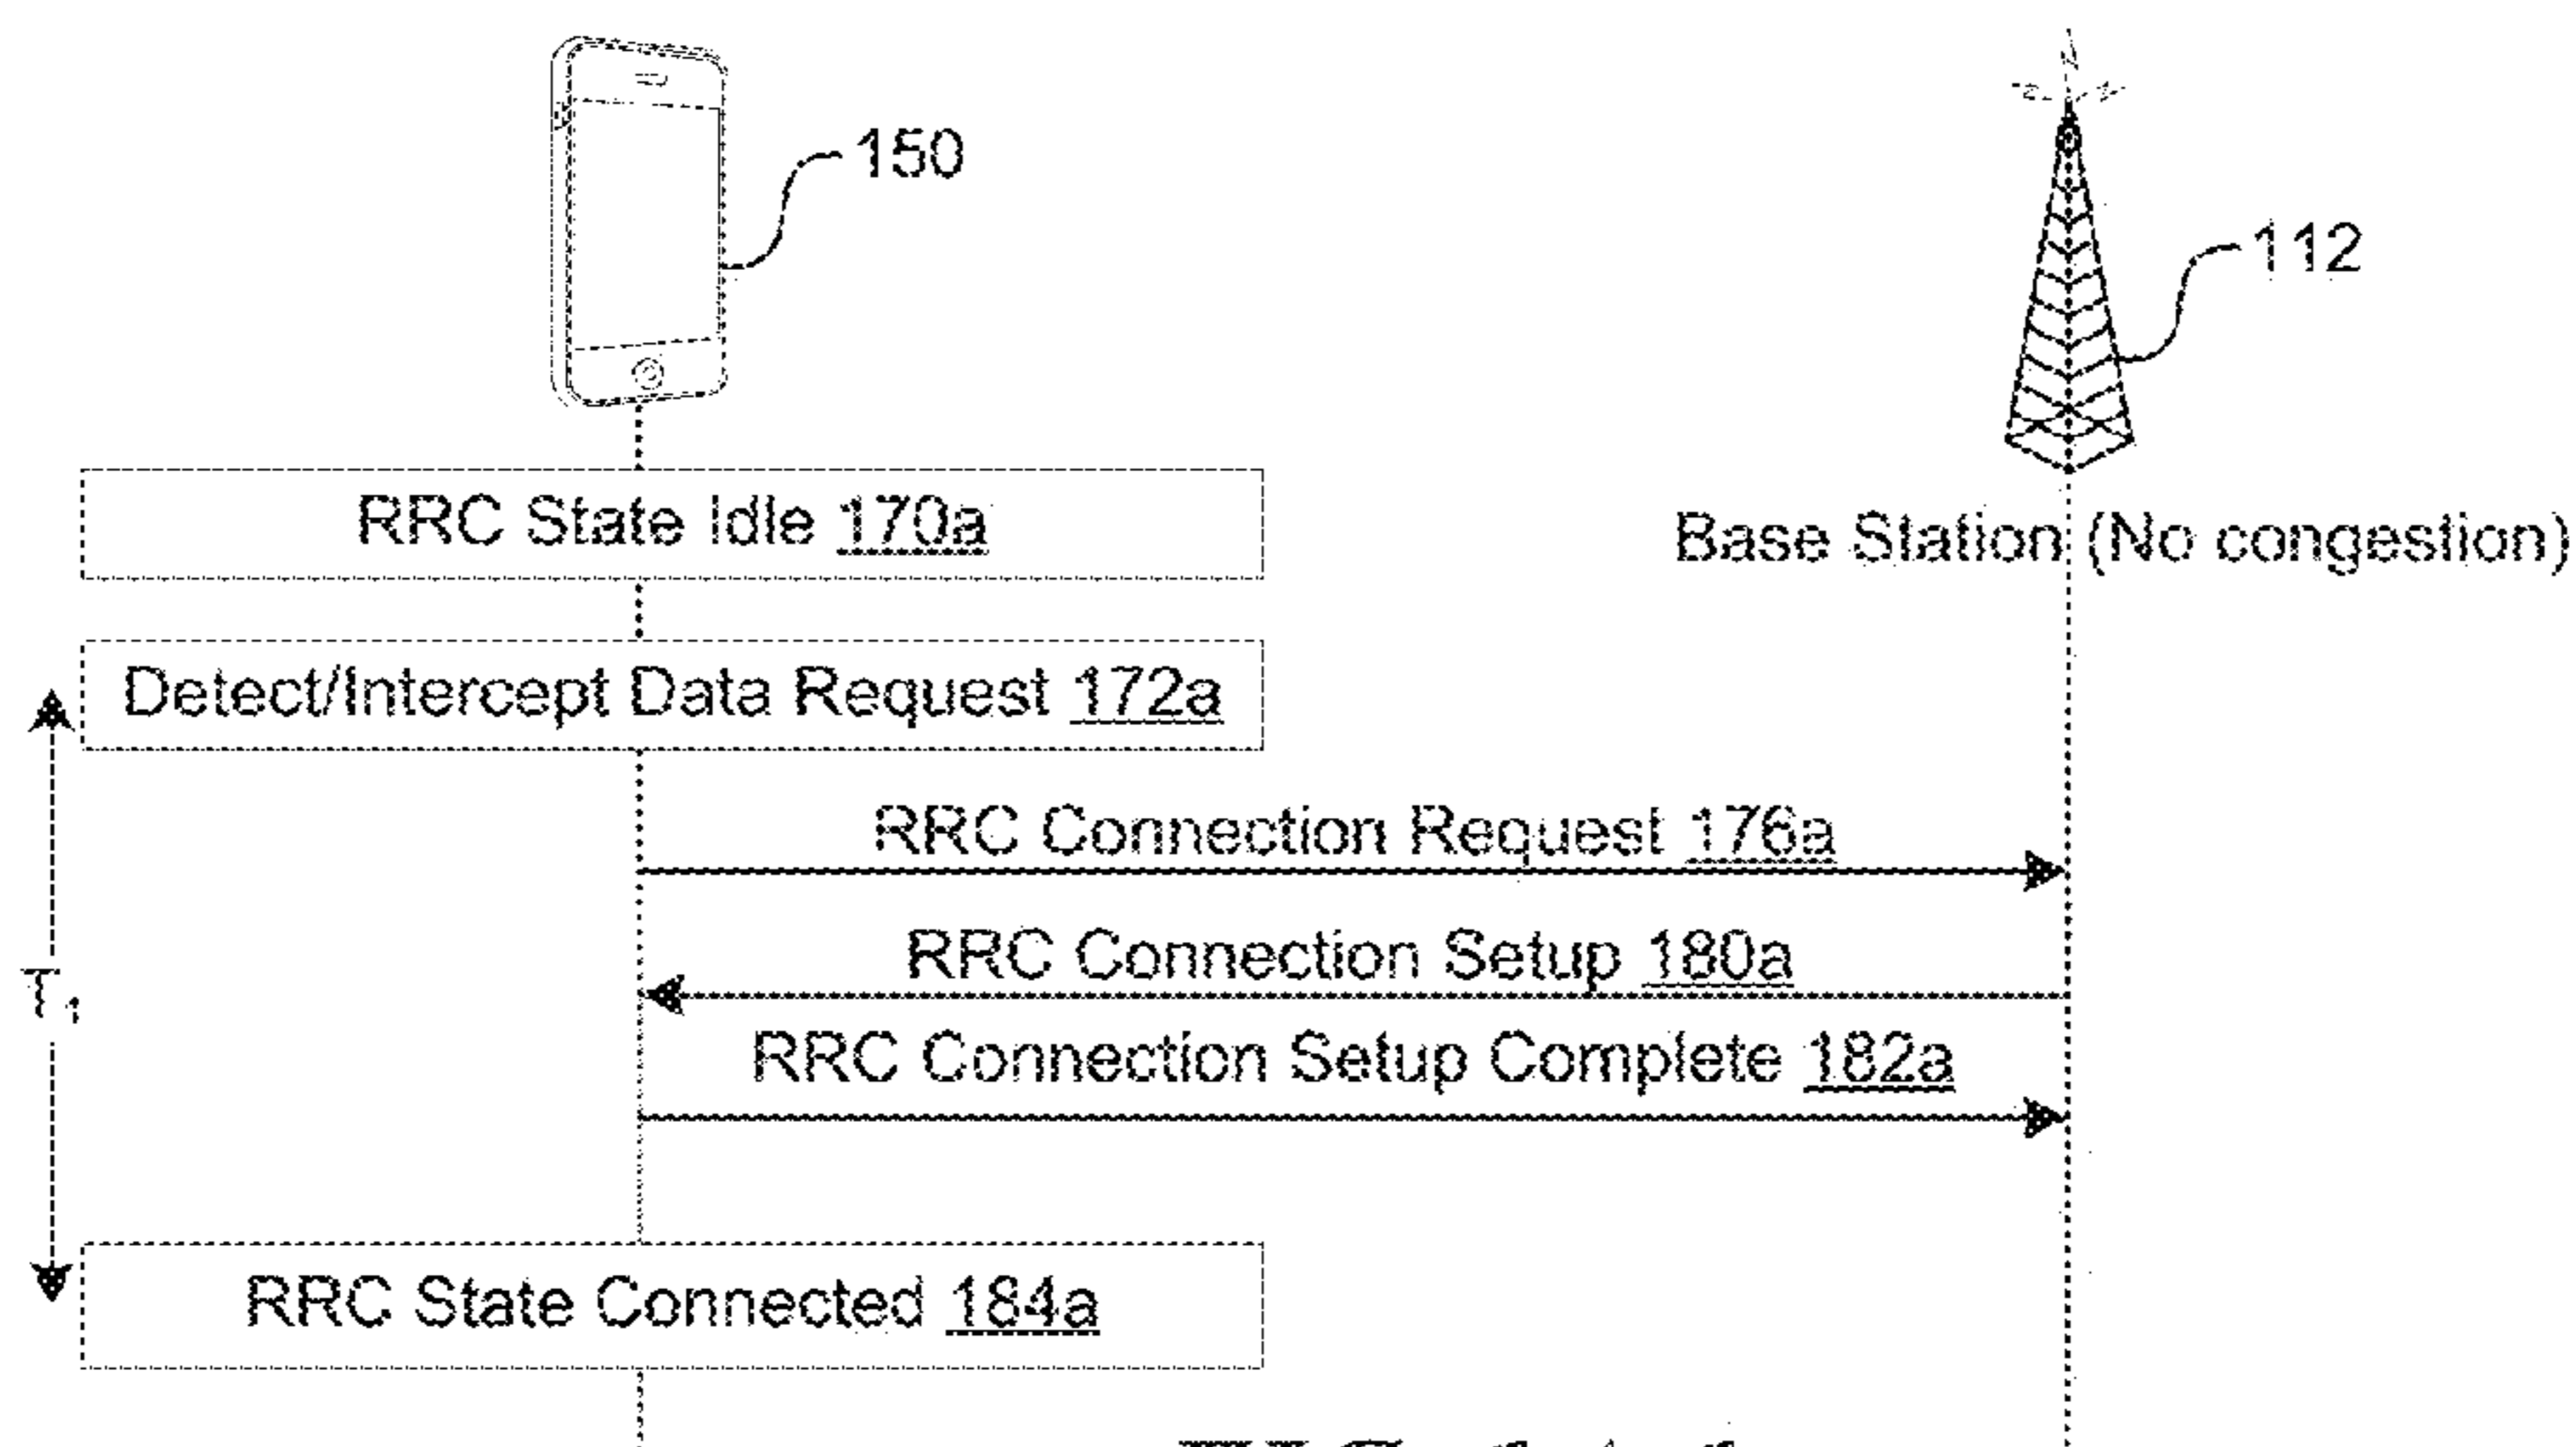 150
112
RRC State Idle 170a
Base Station (No congestion)
Detect/Intercept Data Request 172a
RRC Connection Request 176a
RRC Connection Setup 180a
T1
RRC Connection Setup Complete 182a
RRC State Connected 184a